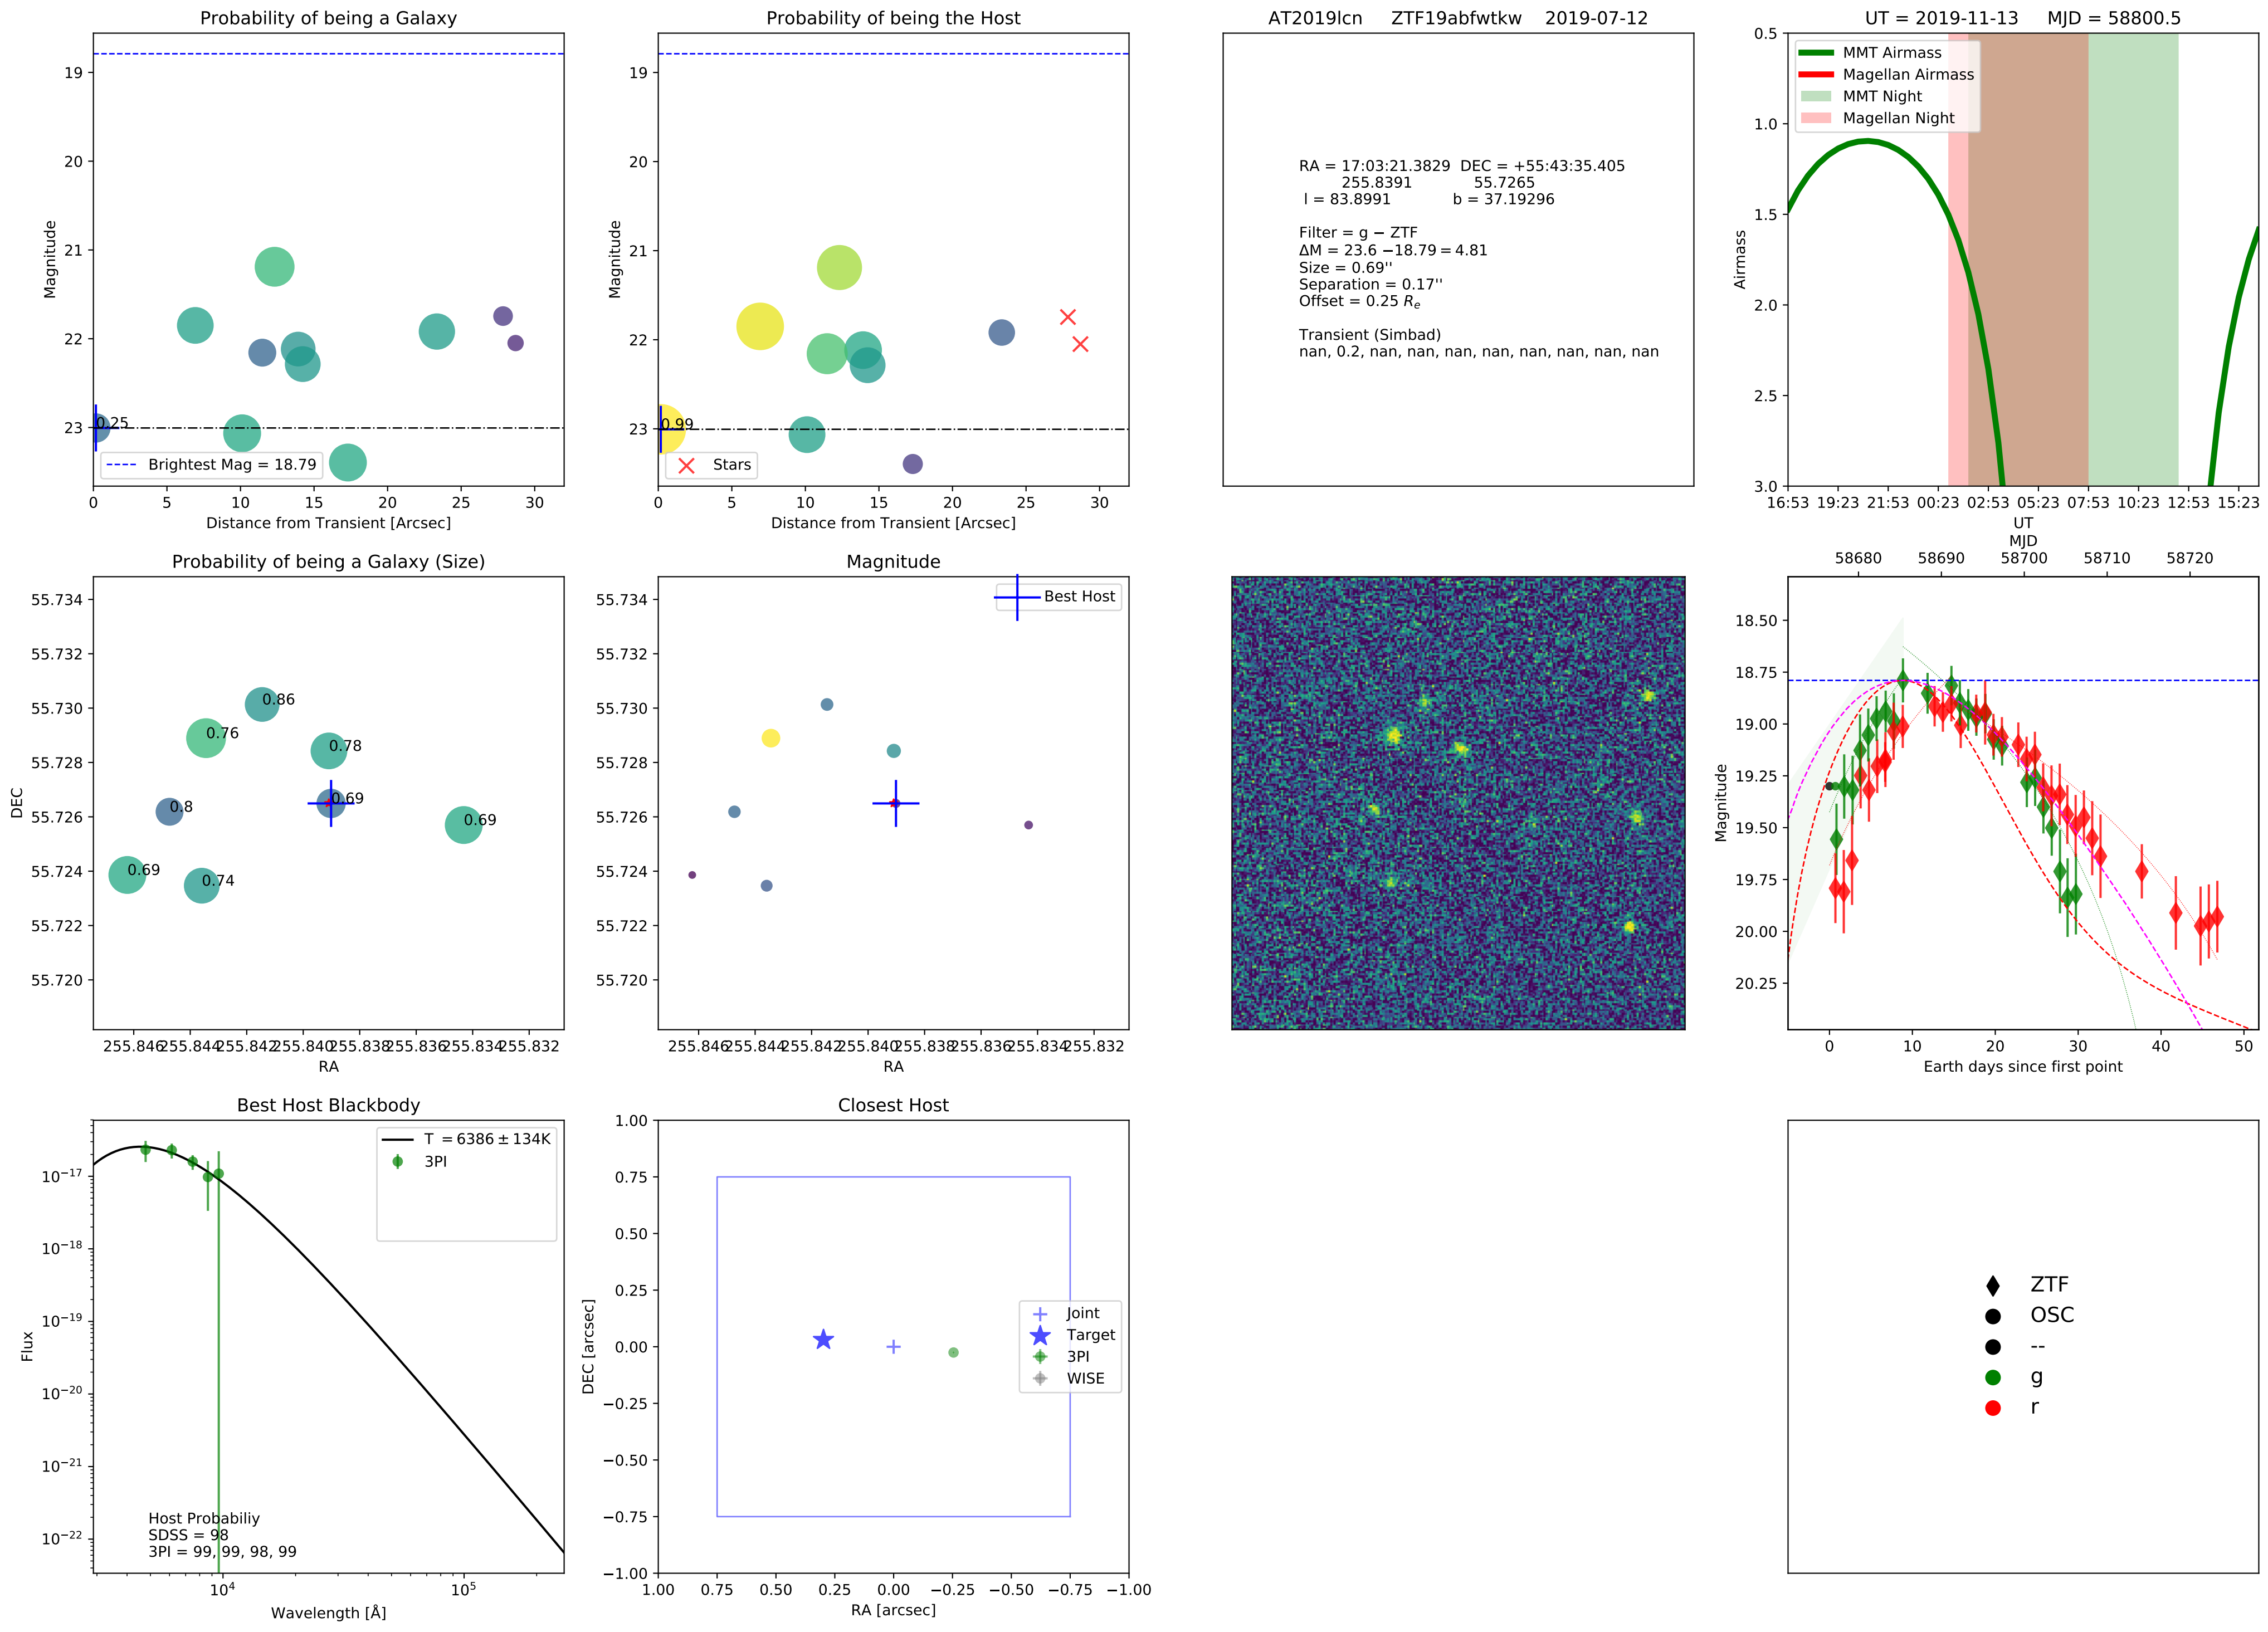 Probability of being a Galaxy
19
20
21
22
23
Magnitude
0.25
Brightest Mag = 18.79
0 5 10 15 20 25 30
Distance from Transient [Arcsec]
Probability of being the Host
19
20
21
22
23
Magnitude
0.99
Stars
0 5 10 15 20 25 30
Distance from Transient [Arcsec]
AT2019lcn ZTF19abfwtkw 2019-07-12
RA = 17:03:21.3829 DEC = +55:43:35.405
255.8391 55.7265
l = 83.8991 b = 37.19296
Filter = g − ZTF
ΔM = 23.6 −18.79 = 4.81
Size = 0.69''
Separation = 0.17''
Offset = 0.25 Re
Transient (Simbad)
nan, 0.2, nan, nan, nan, nan, nan, nan, nan, nan
UT = 2019-11-13 MJD = 58800.5
MMT Airmass
Magellan Airmass
MMT Night
Magellan Night
0.5
1.0
1.5
2.0
2.5
3.0
Airmass
16:53 19:23 21:53 00:23 02:53 05:23 07:53 10:23 12:53 15:23
UT
Probability of being a Galaxy (Size)
55.734
55.732
55.730
55.728
55.726
55.724
55.722
55.720
DEC
0.86
0.76
0.78
0.69
0.8
0.69
0.69
0.74
255.846 255.844 255.842 255.840 255.838 255.836 255.834 255.832
RA
Magnitude
Best Host
55.734
55.732
55.730
55.728
55.726
55.724
55.722
55.720
255.846 255.844 255.842 255.840 255.838 255.836 255.834 255.832
RA
MJD
58680 58690 58700 58710 58720
18.50
18.75
19.00
19.25
19.50
19.75
20.00
20.25
Magnitude
0 10 20 30 40 50
Earth days since first point
Best Host Blackbody
T = 6386 ± 134K
3PI
10⁻¹⁷
10⁻¹⁸
10⁻¹⁹
10⁻²⁰
10⁻²¹
10⁻²²
Flux
Host Probabiliy
SDSS = 98
3PI = 99, 99, 98, 99
10⁴ 10⁵
Wavelength [Å]
Closest Host
1.00
0.75
0.50
0.25
0.00
−0.25
−0.50
−0.75
−1.00
DEC [arcsec]
Joint
Target
3PI
WISE
1.00 0.75 0.50 0.25 0.00 −0.25 −0.50 −0.75 −1.00
RA [arcsec]
ZTF
OSC
--
g
r